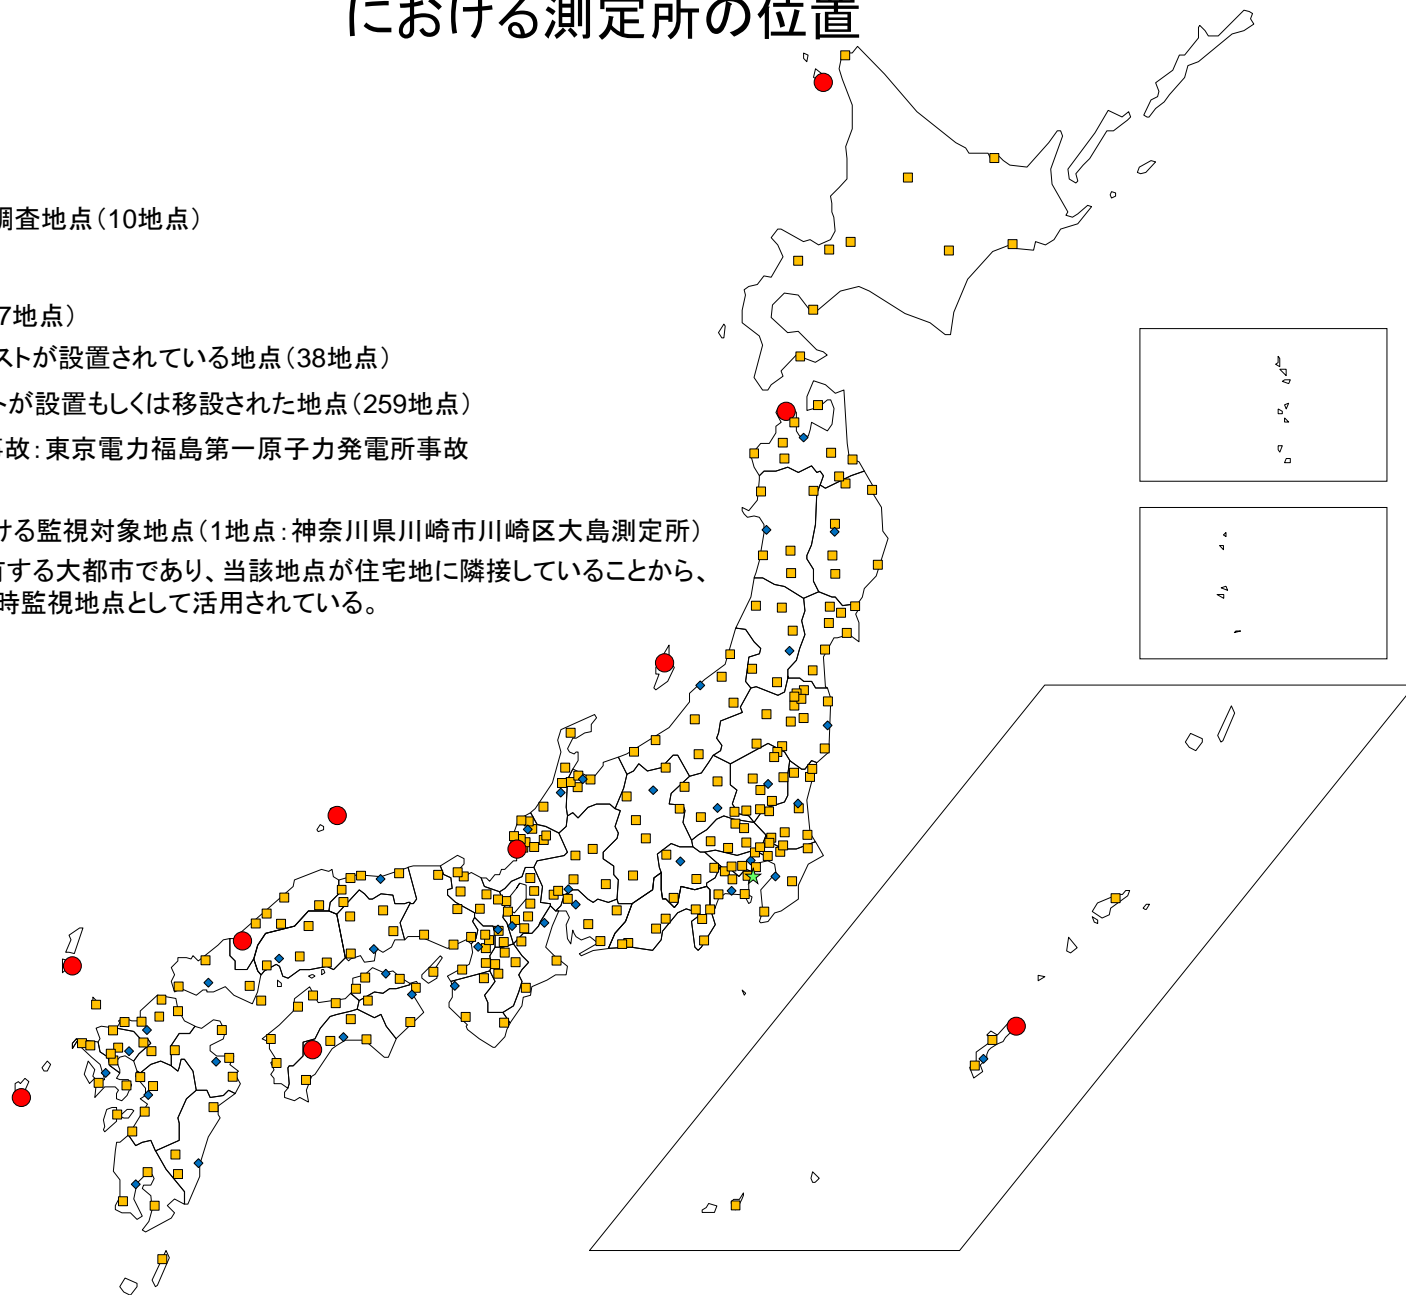 における測定所の位置
調査地点(10地点)
7地点)
ストが設置されている地点(38地点)
トが設置もしくは移設された地点(259地点)
事故:東京電力福島第一原子力発電所事故
ける監視対象地点(1地点:神奈川県川崎市川崎区大島測定所)
有する大都市であり、当該地点が住宅地に隣接していることから、
時監視地点として活用されている。